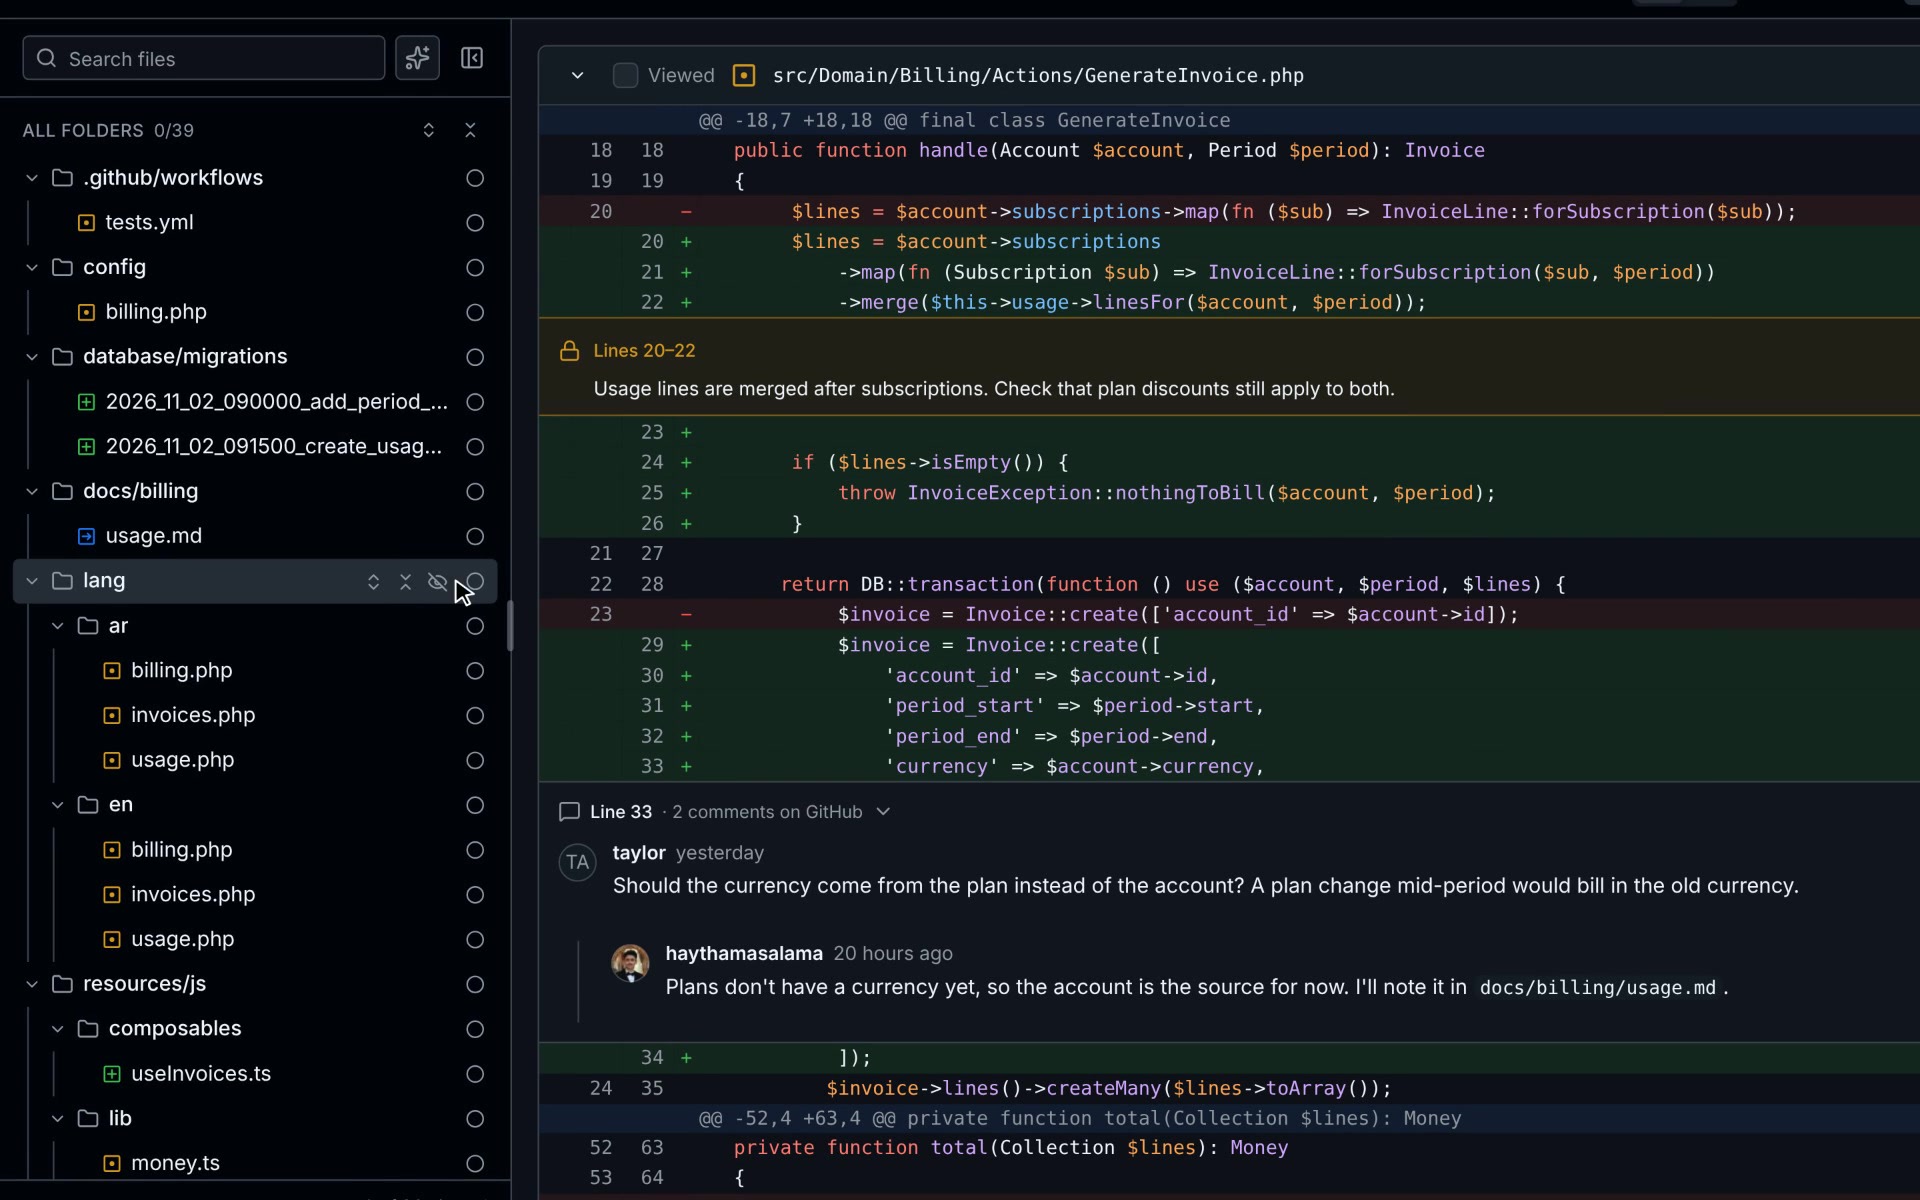 Search files
ALL FOLDERS 0/39
.github/workflows
tests.yml
config
billing.php
database/migrations
2026_11_02_090000_add_period_...
2026_11_02_091500_create_usag...
docs/billing
usage.md
lang
ar
billing.php
invoices.php
usage.php
en
billing.php
invoices.php
usage.php
resources/js
composables
useInvoices.ts
lib
money.ts
Viewed src/Domain/Billing/Actions/GenerateInvoice.php
@@ -18,7 +18,18 @@ final class GenerateInvoice
18 18 public function handle(Account $account, Period $period): Invoice
19 19 {
20 - $lines = $account->subscriptions->map(fn ($sub) => InvoiceLine::forSubscription($sub));
20 + $lines = $account->subscriptions
21 + ->map(fn (Subscription $sub) => InvoiceLine::forSubscription($sub, $period))
22 + ->merge($this->usage->linesFor($account, $period));
Lines 20–22
Usage lines are merged after subscriptions. Check that plan discounts still apply to both.
23 +
24 + if ($lines->isEmpty()) {
25 + throw InvoiceException::nothingToBill($account, $period);
26 + }
21 27
22 28 return DB::transaction(function () use ($account, $period, $lines) {
23 - $invoice = Invoice::create(['account_id' => $account->id]);
29 + $invoice = Invoice::create([
30 + 'account_id' => $account->id,
31 + 'period_start' => $period->start,
32 + 'period_end' => $period->end,
33 + 'currency' => $account->currency,
Line 33 · 2 comments on GitHub
TA taylor yesterday
Should the currency come from the plan instead of the account? A plan change mid-period would bill in the old currency.
haythamasalama 20 hours ago
Plans don't have a currency yet, so the account is the source for now. I'll note it in docs/billing/usage.md.
34 + ]);
24 35 $invoice->lines()->createMany($lines->toArray());
@@ -52,4 +63,4 @@ private function total(Collection $lines): Money
52 63 private function total(Collection $lines): Money
53 64 {